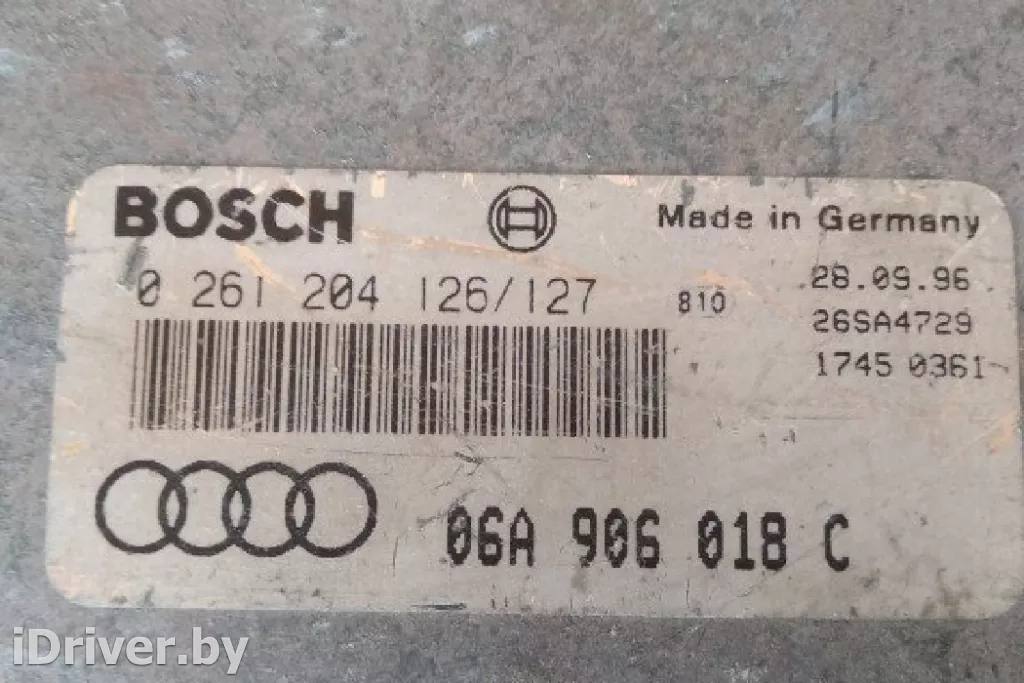 BOSCH
Made in Germany
0 261 204 126/127
810
28.09.96
26SA4729
1745 0361
06A 906 018 C
iDriver.by